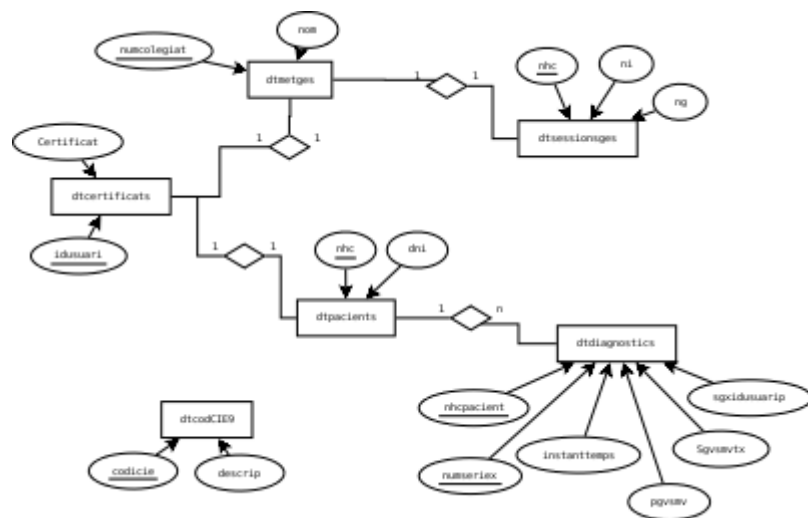 nom
numcolegiat
dtmetges
1 1
nhc
ni
ng
dtsessionsges
Certificat
1 1
dtcertificats
idusuari
1 1
nhc
dni
dtpacients
1 n
dtdiagnostics
dtcodCIE9
codicie
descrip
nhcpacient
sgxidusuarip
numseriex
instanttemps
Sgvsmvtx
pgvsmv